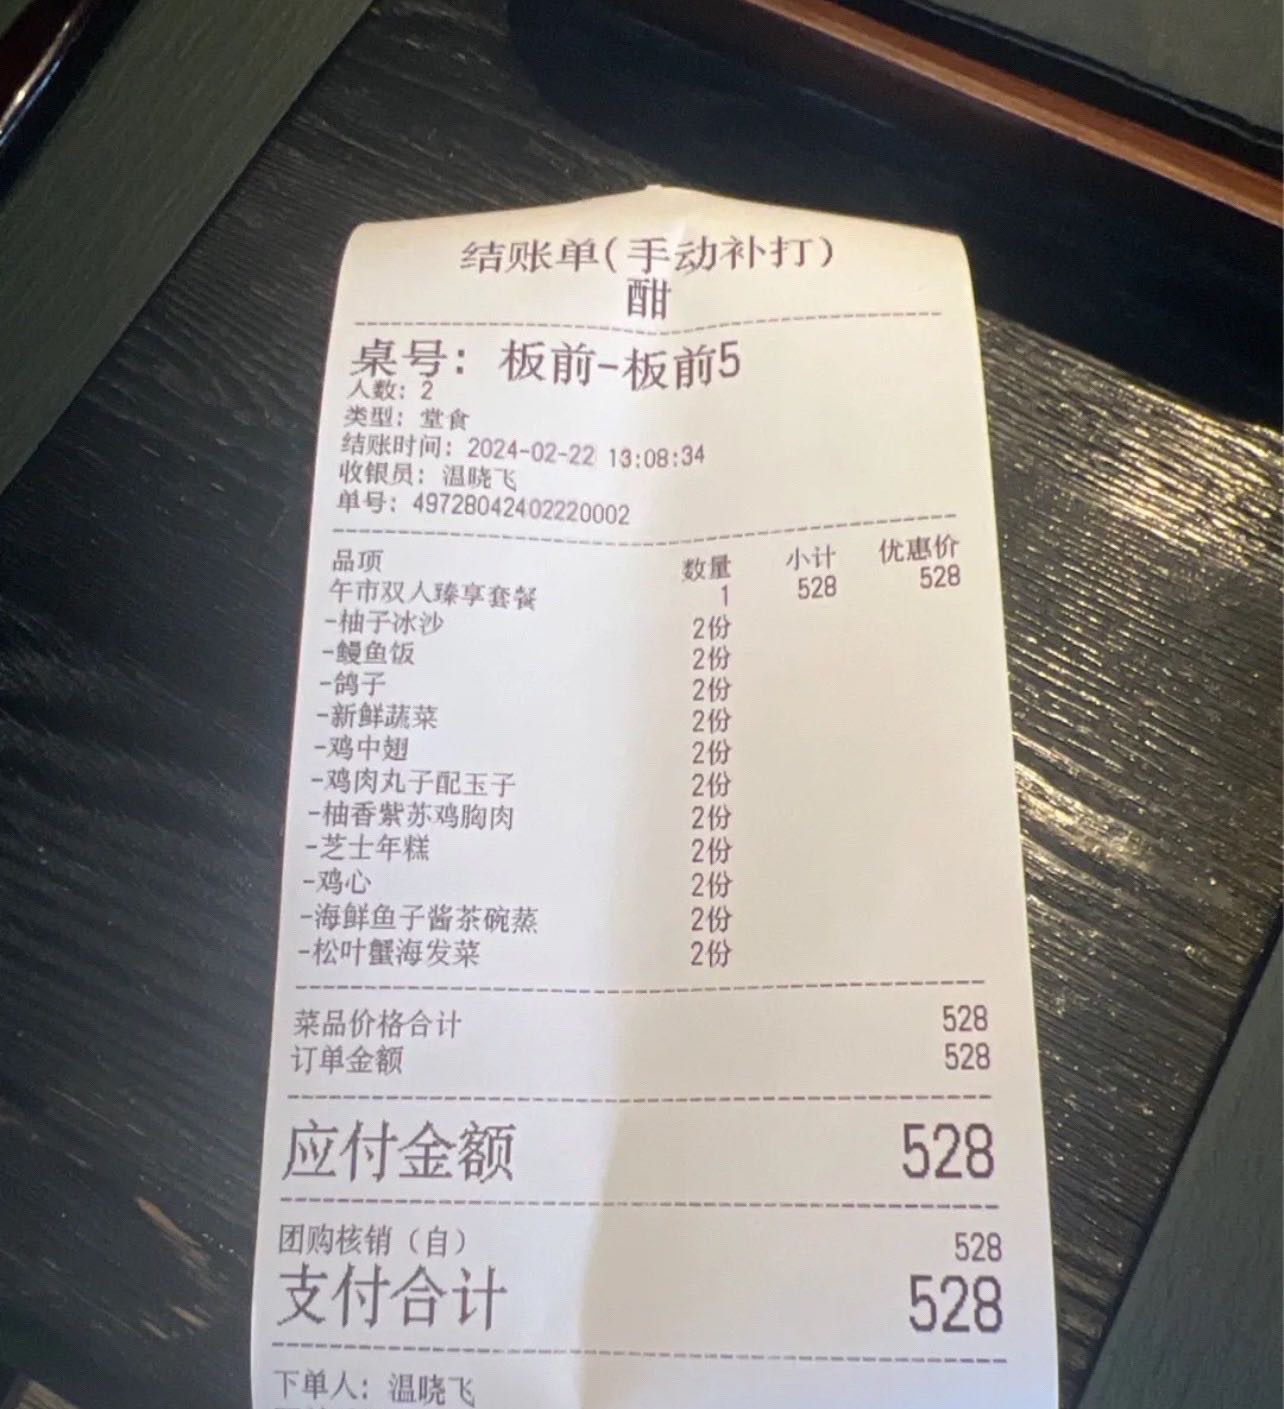 结账单(手动补打)
酣
桌号: 板前-板前5
人数: 2
类型: 堂食
结账时间: 2024-02-22 13:08:34
收银员: 温晓飞
单号: 49728042402220002
品项 数量 小计 优惠价
午市双人臻享套餐 1 528 528
-柚子冰沙 2份
-鳗鱼饭 2份
-鸽子 2份
-新鲜蔬菜 2份
-鸡中翅 2份
-鸡肉丸子配玉子 2份
-柚香紫苏鸡胸肉 2份
-芝士年糕 2份
-鸡心 2份
-海鲜鱼子酱茶碗蒸 2份
-松叶蟹海发菜 2份
菜品价格合计 528
订单金额 528
应付金额 528
团购核销（自） 528
支付合计 528
下单人: 温晓飞